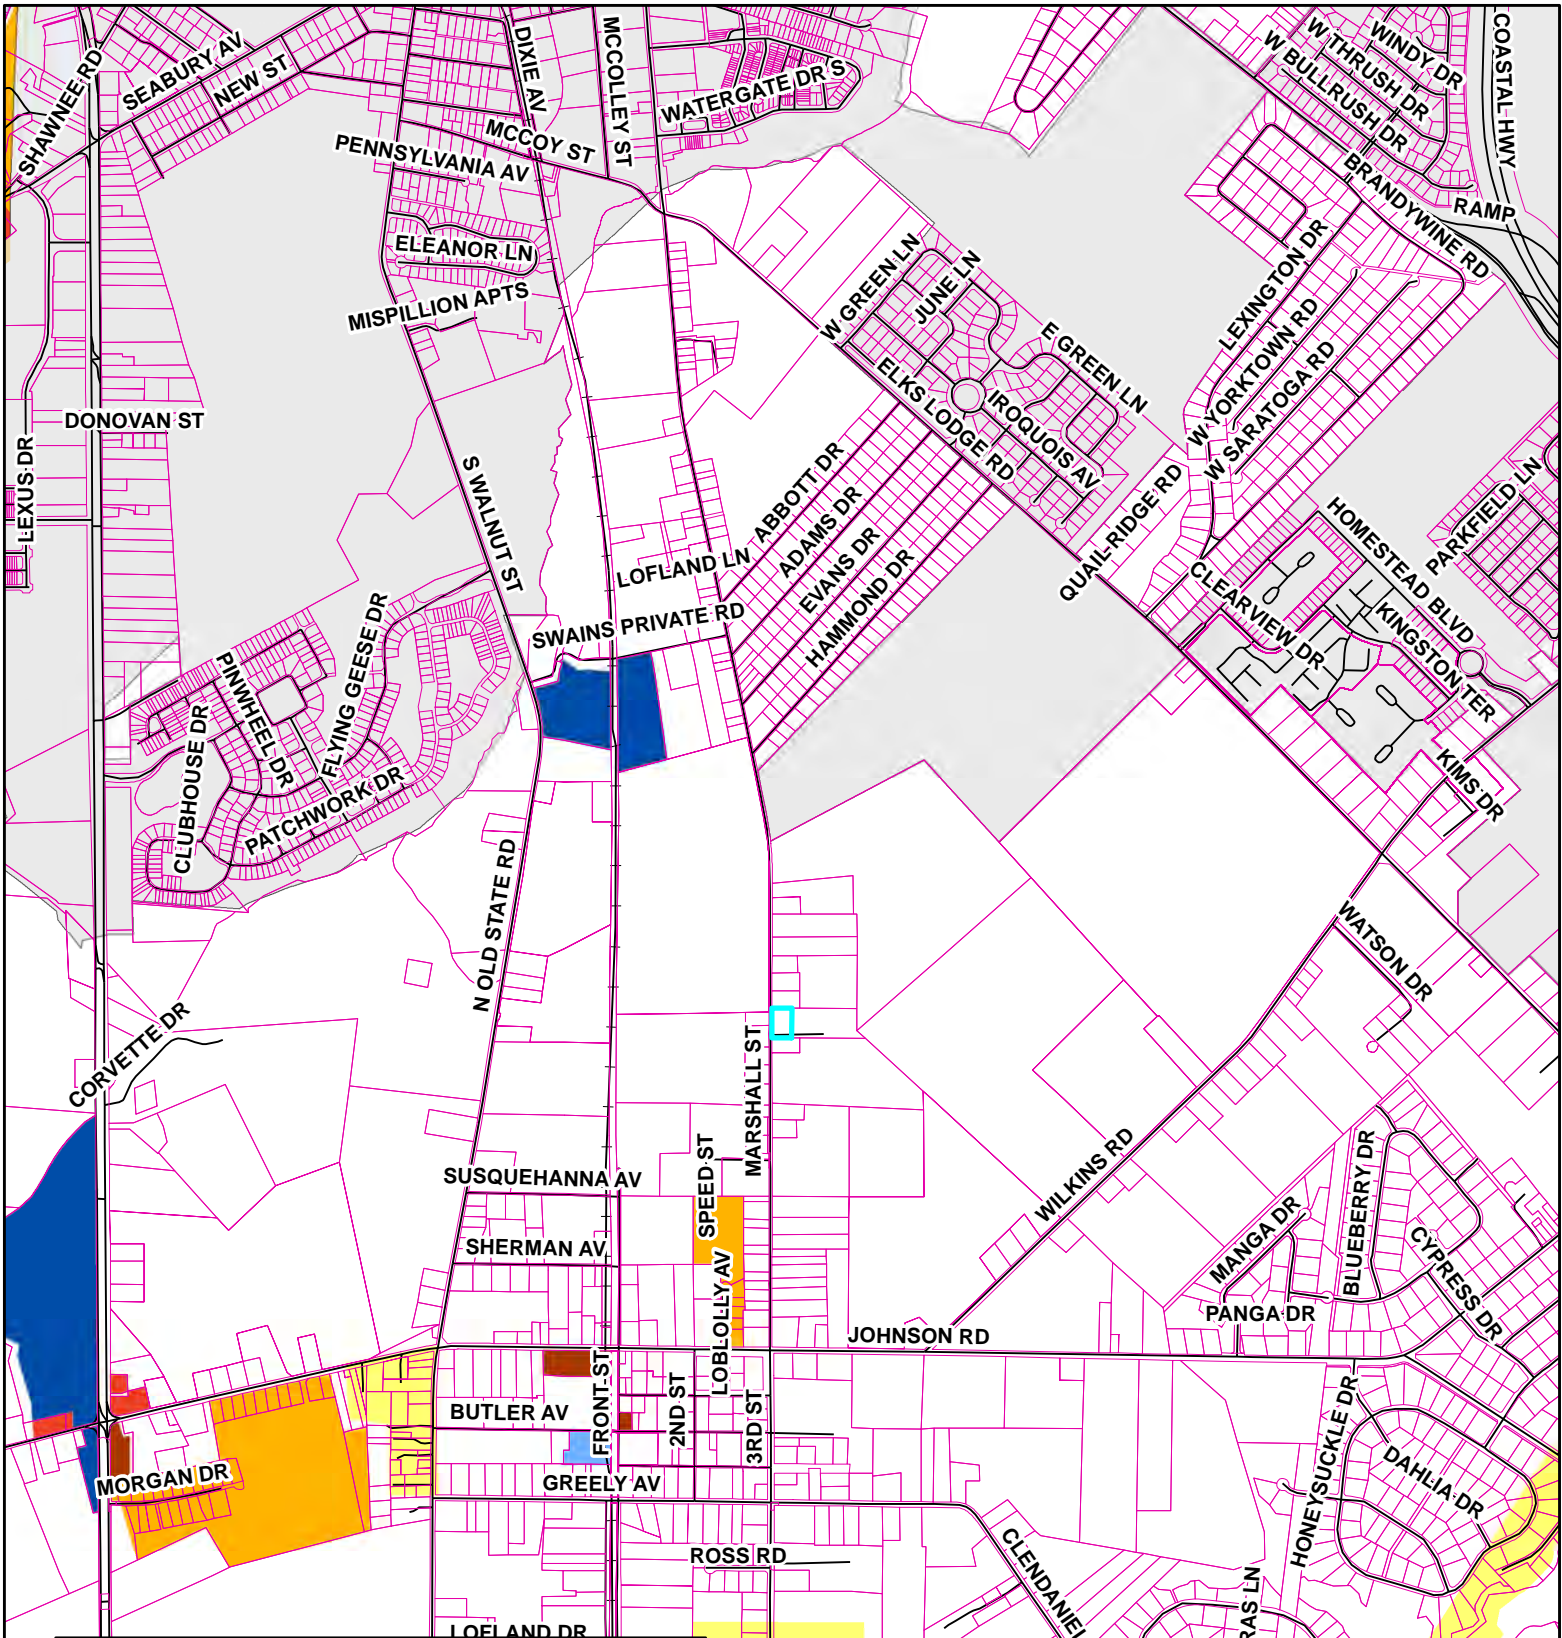 SHAWNEE RD
SEABURY AV
NEW ST
DIXIE AV
MCCOLLEY ST
WATERGATE DR S
MCCOY ST
PENNSYLVANIA AV
W THRUSH DR
WINDY DR
W BULLRUSH DR
COASTAL HWY
BRANDYWINE RD
RAMP
ELEANOR LN
MISPILLION APTS
W GREEN LN
JUNE LN
E GREEN LN
LEXINGTON DR
W YORKTOWN RD
W SARATOGA RD
DONOVAN ST
LEXUS DR
S WALNUT ST
ELKS LODGE RD
IROQUOIS AV
ABBOTT DR
ADAMS DR
EVANS DR
HAMMOND DR
QUAIL RIDGE RD
PARKFIELD LN
HOMESTEAD BLVD
LOFLAND LN
SWAINS PRIVATE RD
CLEARVIEW DR
KINGSTON TER
FLYING GEESE DR
PINWHEEL DR
CLUBHOUSE DR
PATCHWORK DR
KIMS DR
N OLD STATE RD
WATSON DR
CORVETTE DR
MARSHALL ST
SUSQUEHANNA AV
SPEED ST
WILKINS RD
BLUEBERRY DR
MANGA DR
CYPRESS DR
SHERMAN AV
LOBLOLLY AV
PANGA DR
JOHNSON RD
FRONT ST
BUTLER AV
2ND ST
3RD ST
HONEYSUCKLE DR
DAHLIA DR
MORGAN DR
GREELY AV
ROSS RD
CLENDANIEL
RAS LN
LOFLAND DR